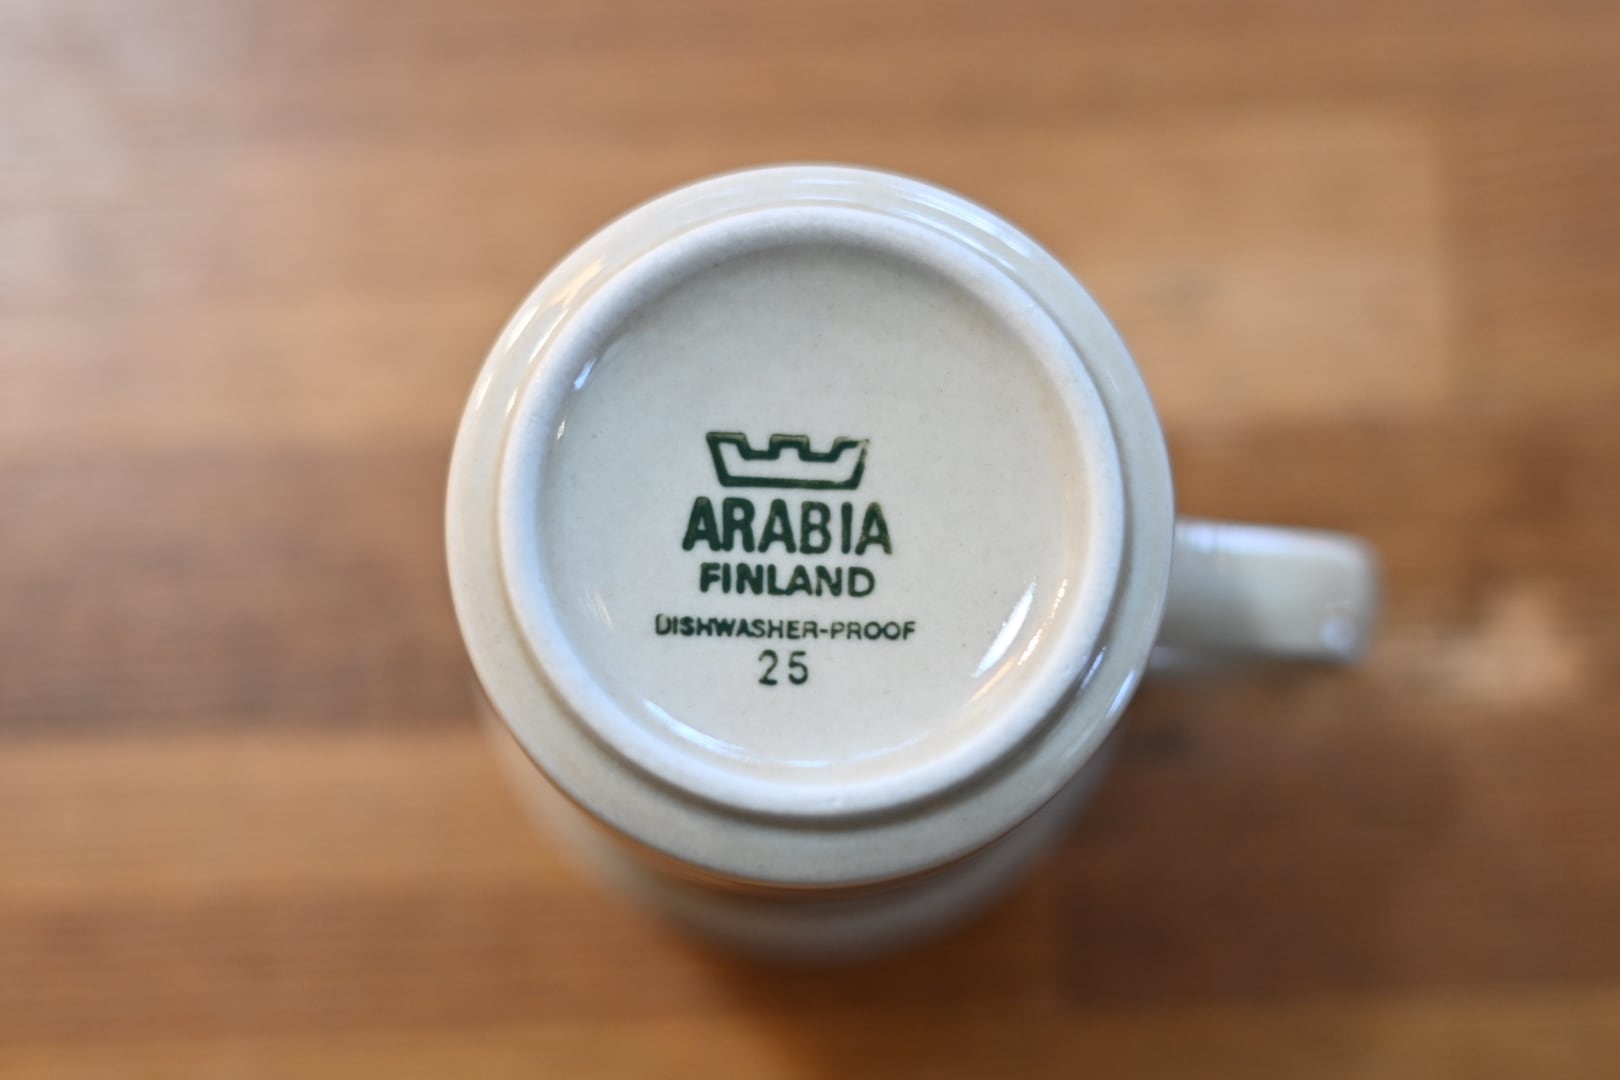 ARABIA
FINLAND
DISHWASHER-PROOF
25